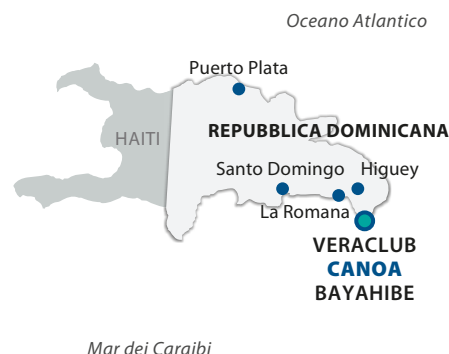 Oceano Atlantico
Puerto Plata
HAITI
REPUBBLICA DOMINICANA
Santo Domingo
Higuey
La Romana
VERACLUB
CANOA
BAYAHIBE
Mar dei Caraibi